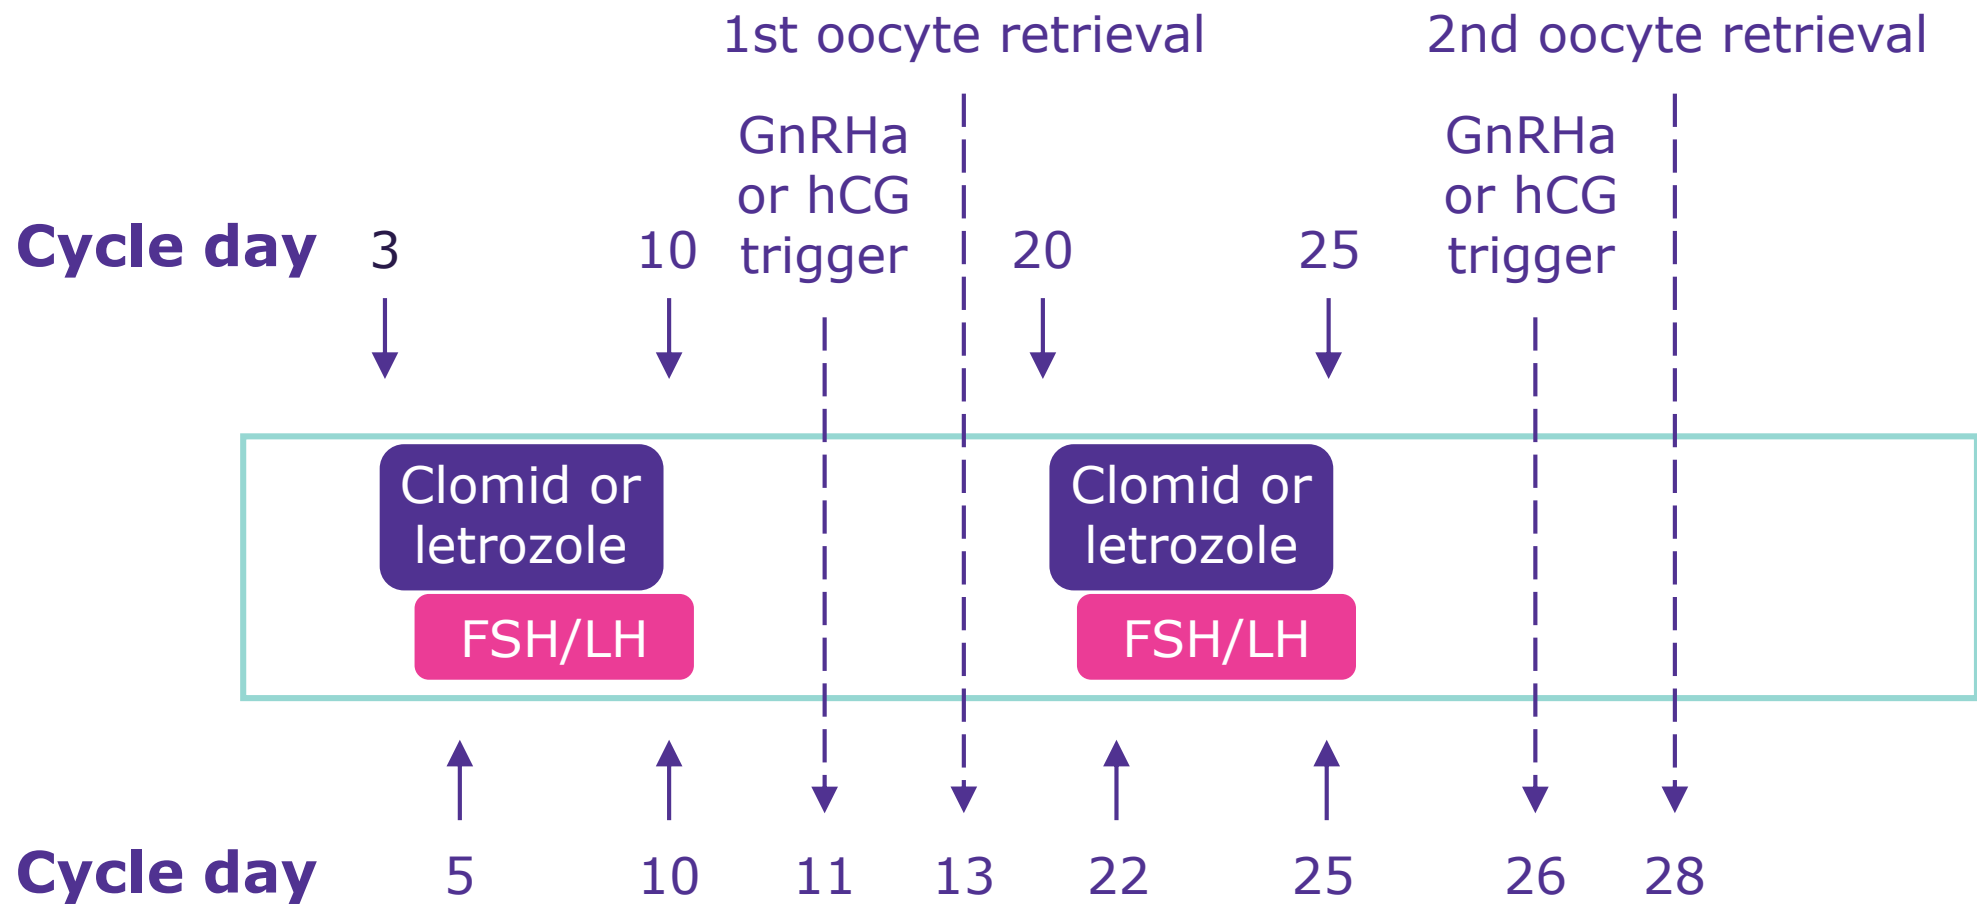 1st oocyte retrieval
2nd oocyte retrieval
GnRHa
or hCG
trigger
GnRHa
or hCG
trigger
Cycle day 3 10 20 25
Clomid or
letrozole
Clomid or
letrozole
FSH/LH
FSH/LH
Cycle day 5 10 11 13 22 25 26 28